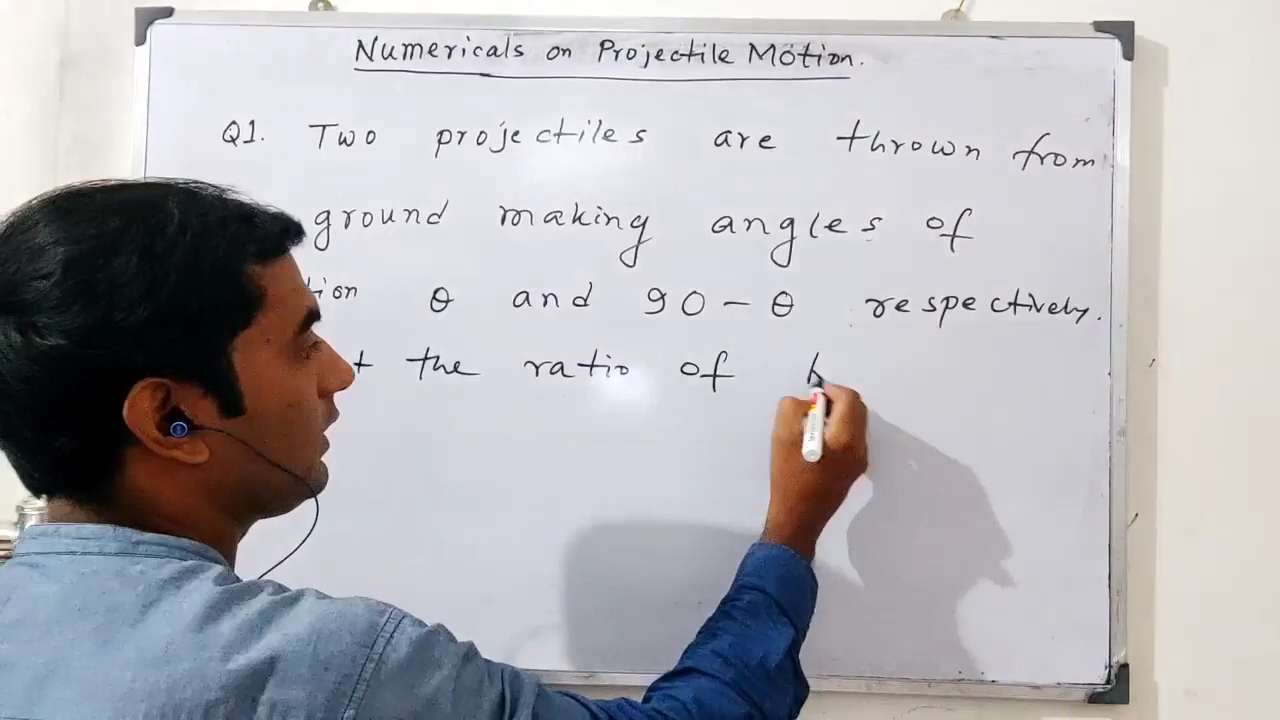 Numericals on Projectile Motion.
Q1. Two projectiles are thrown from
ground making angles of
tion θ and 90 - θ respectively.
the ratio of